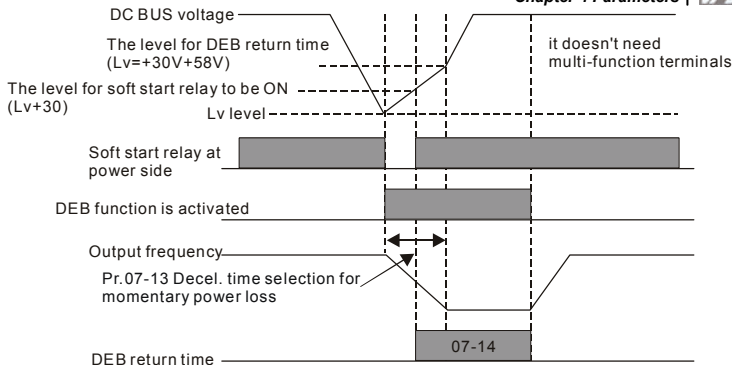 Chapter 4 Parameters |
DC BUS voltage
The level for DEB return time
(Lv=+30V+58V)
it doesn't need
multi-function terminals
The level for soft start relay to be ON
(Lv+30)
Lv level
Soft start relay at
power side
DEB function is activated
Output frequency
Pr.07-13 Decel. time selection for
momentary power loss
07-14
DEB return time